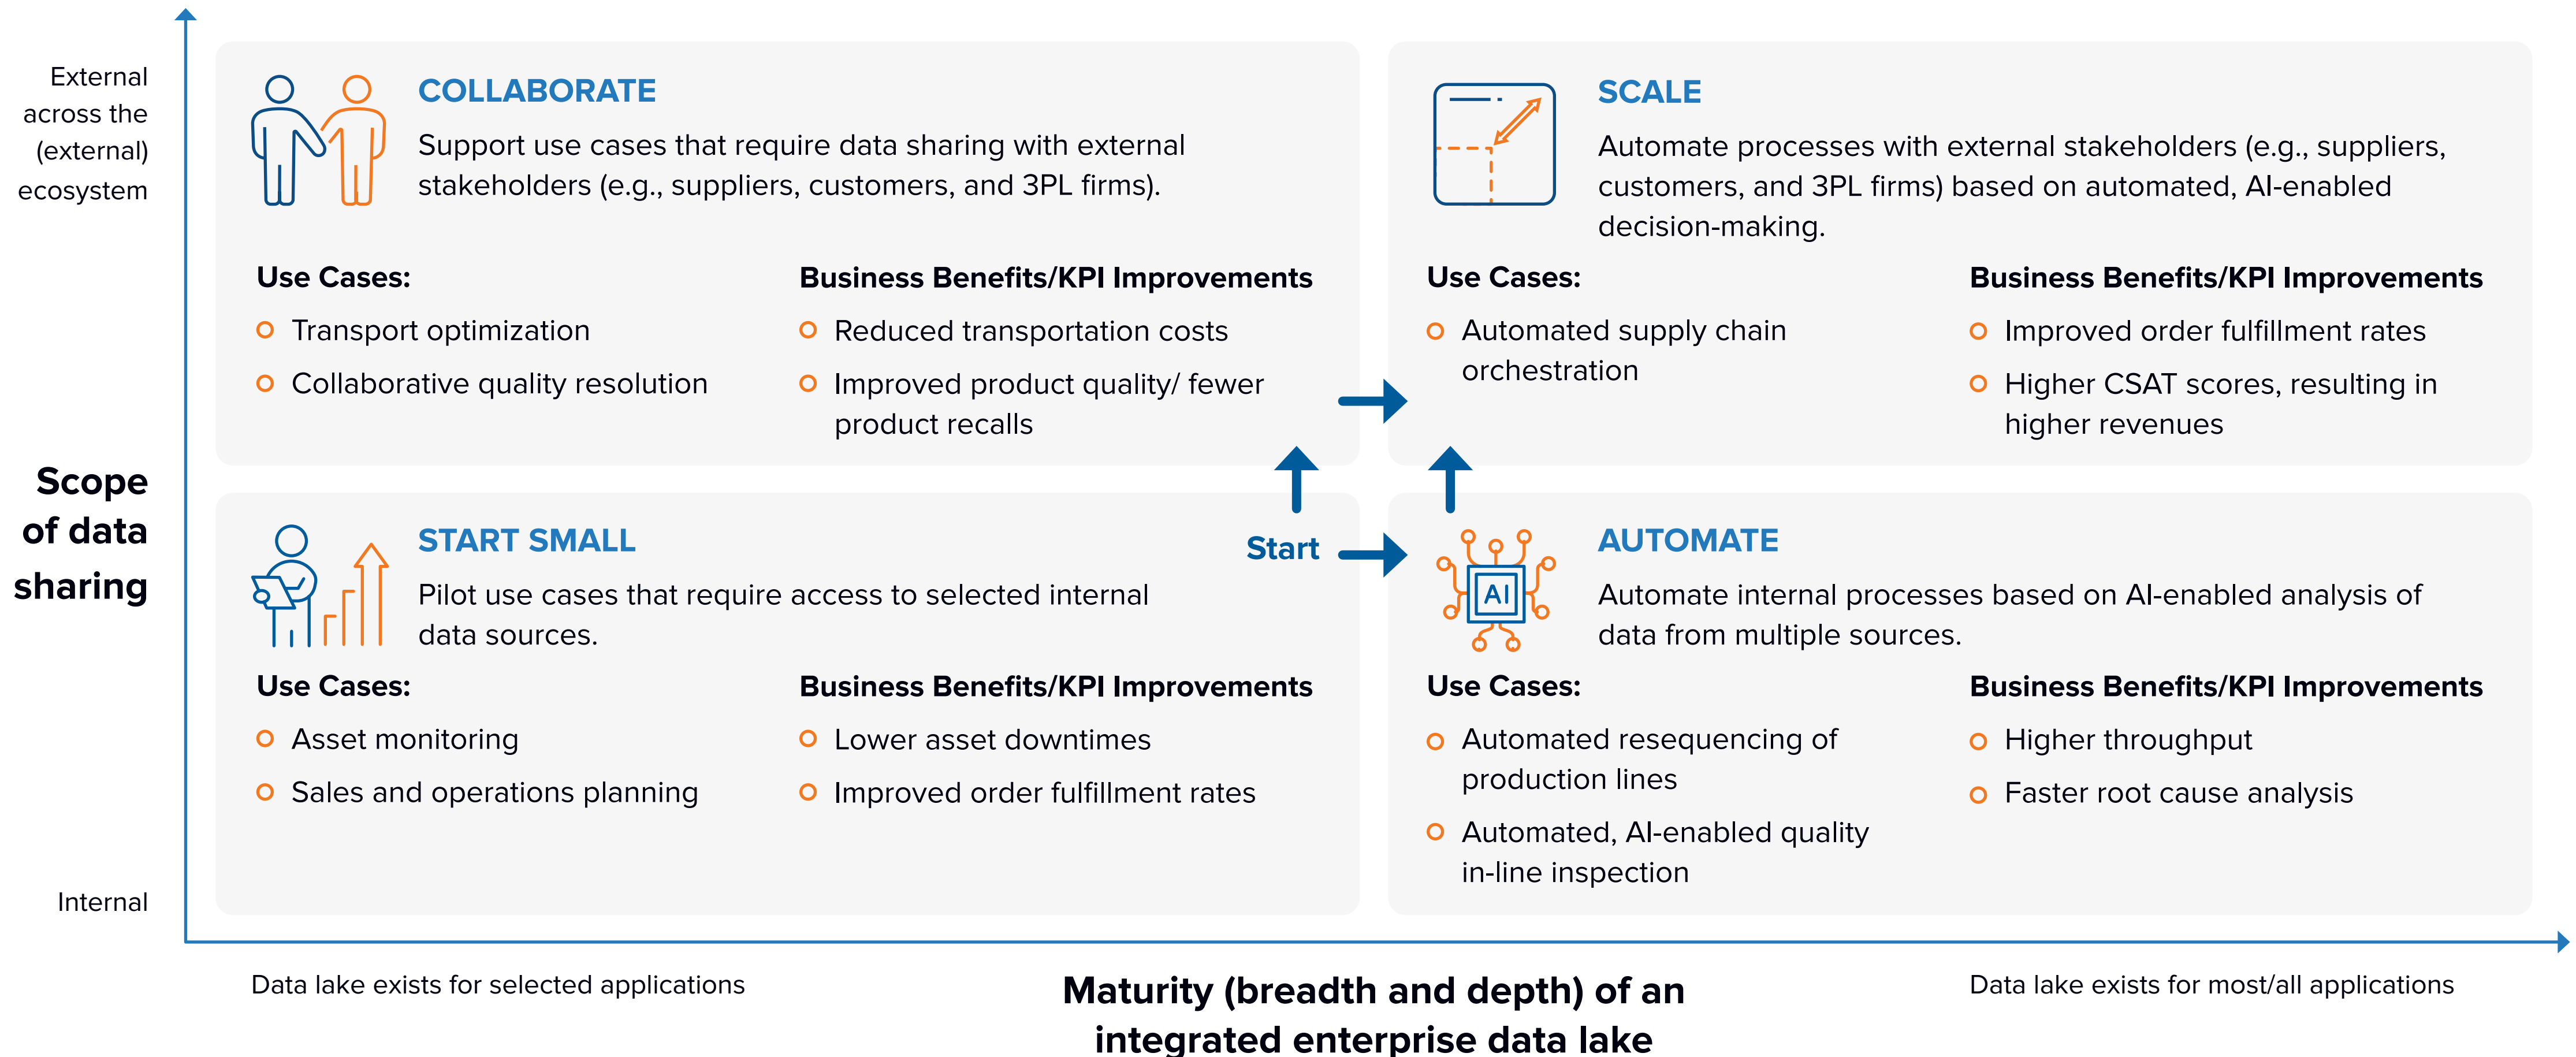 External
across the
(external)
ecosystem
Scope
of data
sharing
Internal
COLLABORATE
Support use cases that require data sharing with external
stakeholders (e.g., suppliers, customers, and 3PL firms).
Use Cases:
Transport optimization
Collaborative quality resolution
Business Benefits/KPI Improvements
Reduced transportation costs
Improved product quality/ fewer
product recalls
SCALE
Automate processes with external stakeholders (e.g., suppliers,
customers, and 3PL firms) based on automated, AI-enabled
decision-making.
Use Cases:
Automated supply chain
orchestration
Business Benefits/KPI Improvements
Improved order fulfillment rates
Higher CSAT scores, resulting in
higher revenues
START SMALL
Pilot use cases that require access to selected internal
data sources.
Use Cases:
Asset monitoring
Sales and operations planning
Business Benefits/KPI Improvements
Lower asset downtimes
Improved order fulfillment rates
Start
AI
AUTOMATE
Automate internal processes based on AI-enabled analysis of
data from multiple sources.
Use Cases:
Automated resequencing of
production lines
Automated, AI-enabled quality
in-line inspection
Business Benefits/KPI Improvements
Higher throughput
Faster root cause analysis
Data lake exists for selected applications
Maturity (breadth and depth) of an
integrated enterprise data lake
Data lake exists for most/all applications